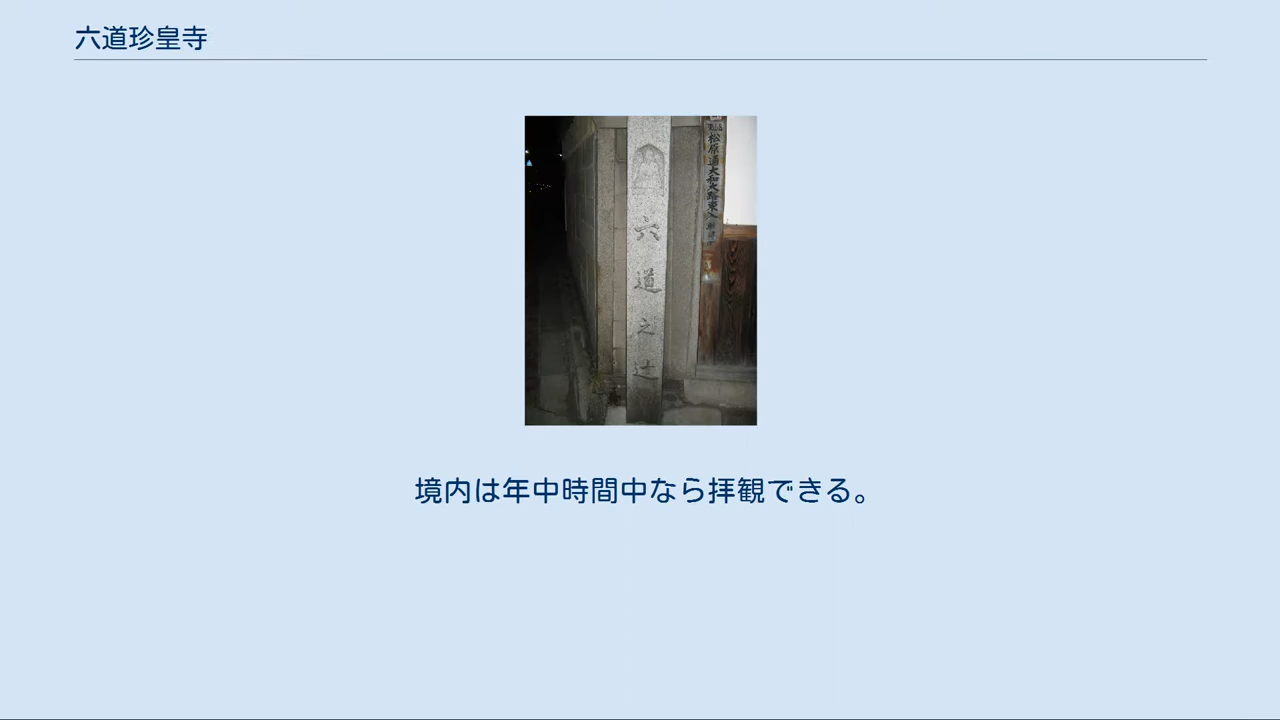 六道珍皇寺
六道之辻
松原通大和大路東入
境内は年中時間中なら拝観できる。